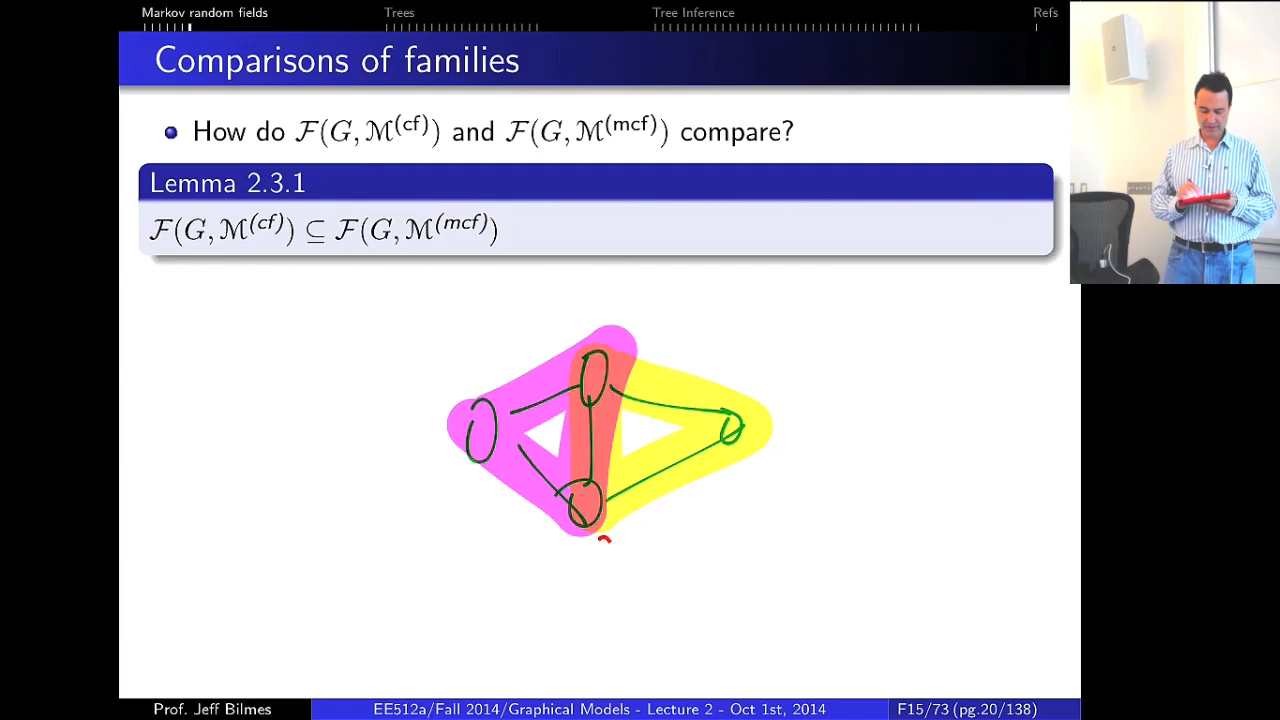 Markov random fields Trees Tree Inference Refs
Comparisons of families
How do F(G, M^(cf)) and F(G, M^(mcf)) compare?
Lemma 2.3.1
F(G, M^(cf)) ⊆ F(G, M^(mcf))
Prof. Jeff Bilmes EE512a/Fall 2014/Graphical Models - Lecture 2 - Oct 1st, 2014 F15/73 (pg.20/138)